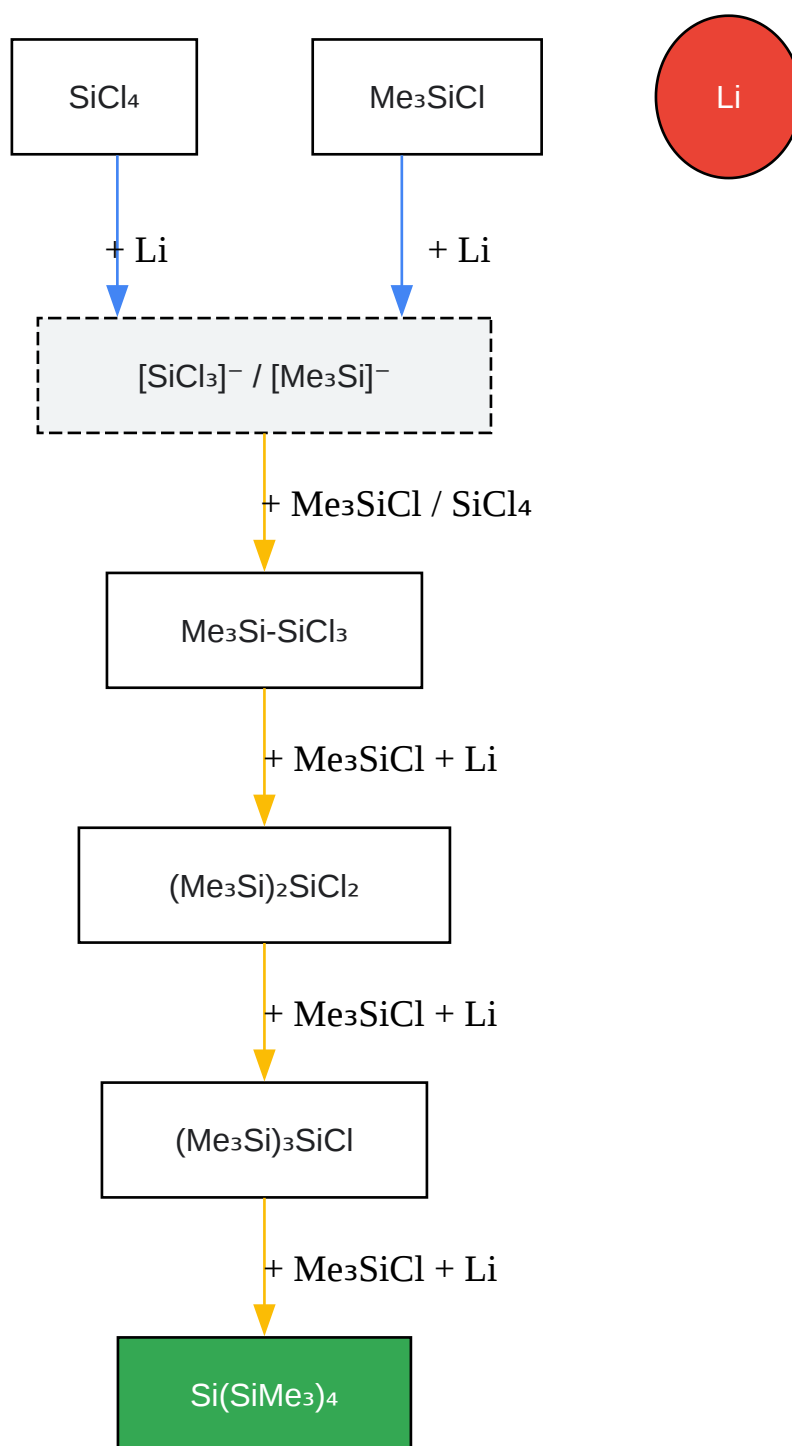 SiCl₄
Me₃SiCl
Li
+ Li
+ Li
[SiCl₃]⁻ / [Me₃Si]⁻
+ Me₃SiCl / SiCl₄
Me₃Si-SiCl₃
+ Me₃SiCl + Li
(Me₃Si)₂SiCl₂
+ Me₃SiCl + Li
(Me₃Si)₃SiCl
+ Me₃SiCl + Li
Si(SiMe₃)₄